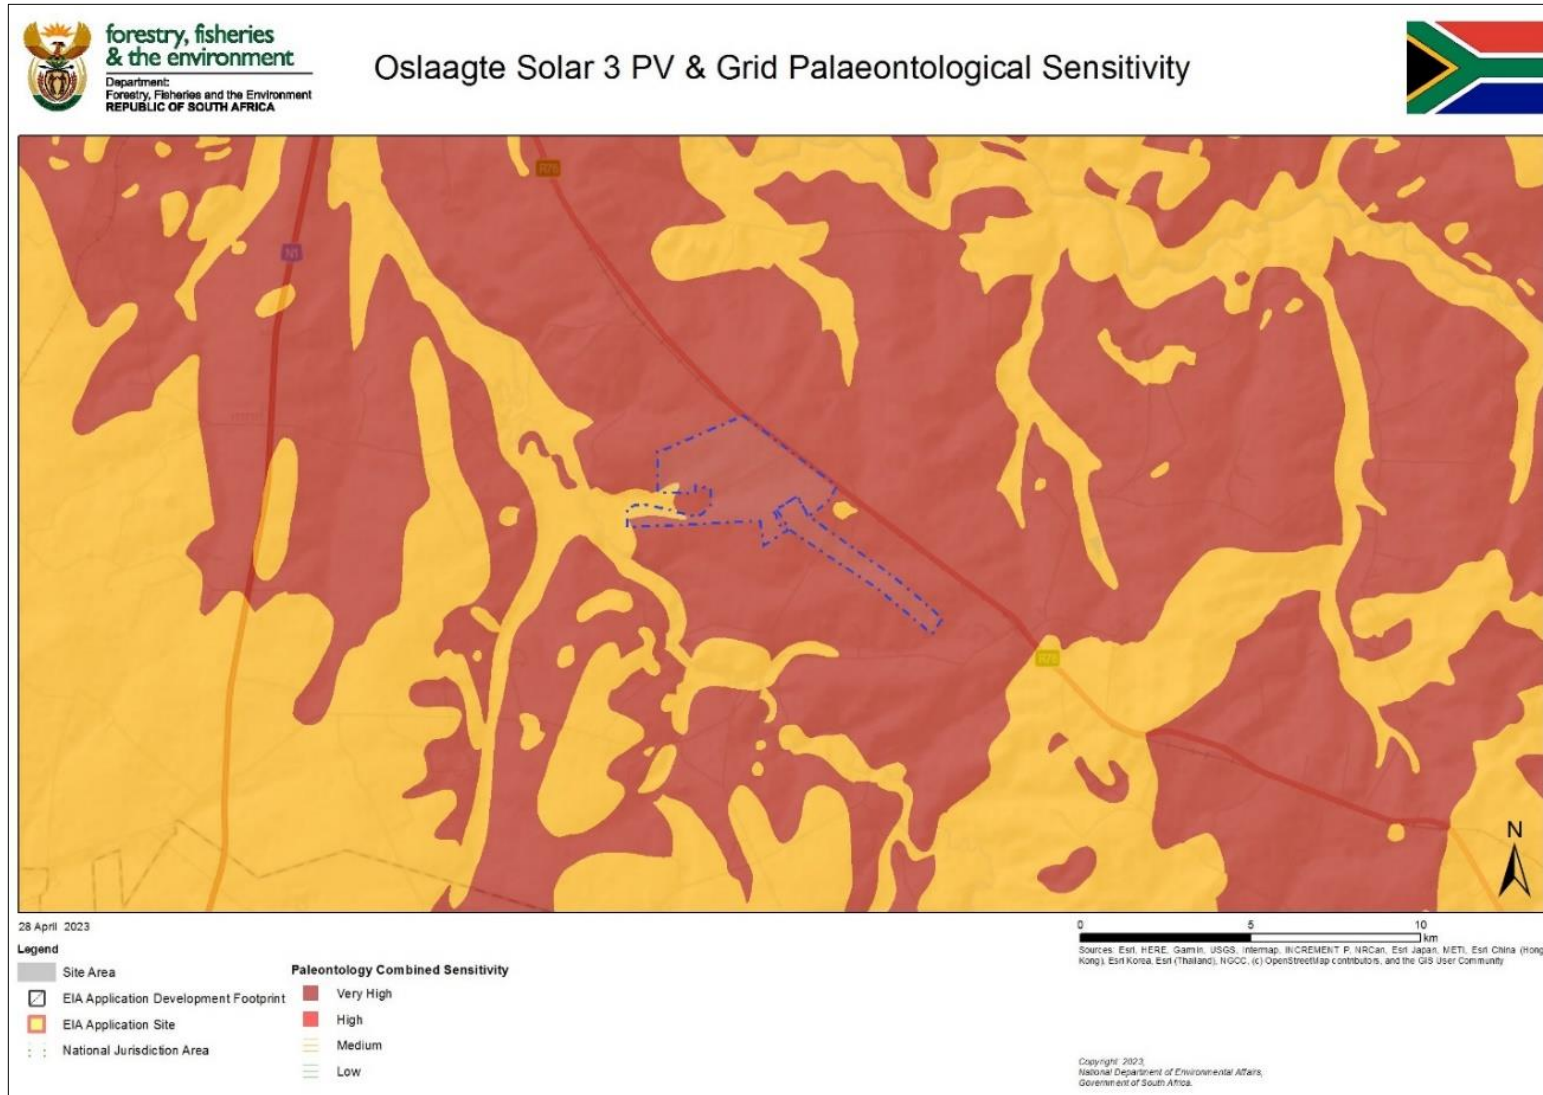 forestry, fisheries
& the environment
Department:
Forestry, Fisheries and the Environment
REPUBLIC OF SOUTH AFRICA
Oslaagte Solar 3 PV & Grid Palaeontological Sensitivity
R76
N1
R76
N
28 April 2023
Legend
Site Area
EIA Application Development Footprint
EIA Application Site
National Jurisdiction Area
Paleontology Combined Sensitivity
Very High
High
Medium
Low
0 5 10
km
Sources: Esri, HERE, Garmin, USGS, Intermap, INCREMENT P, NRCan, Esri Japan, METI, Esri China (Hong
Kong), Esri Korea, Esri (Thailand), NGCC, (c) OpenStreetMap contributors, and the GIS User Community
Copyright: 2023,
National Department of Environmental Affairs,
Government of South Africa.